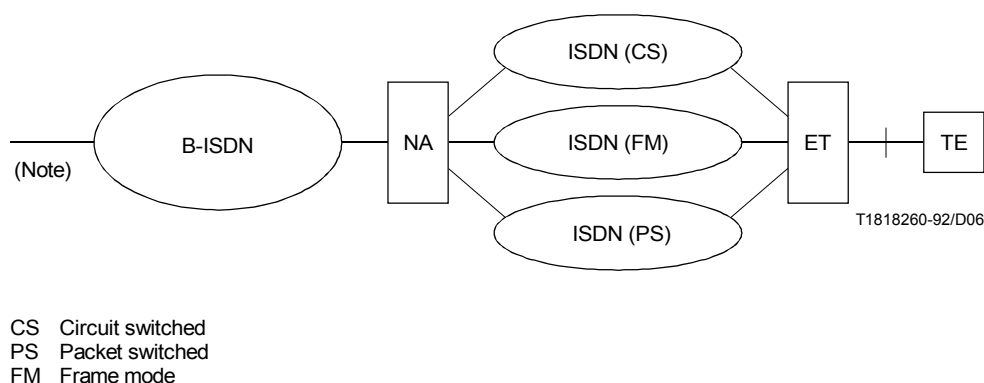 ISDN (CS)
B-ISDN
NA
ISDN (FM)
ET
TE
(Note)
ISDN (PS)
T1818260-92/D06
CS Circuit switched
PS Packet switched
FM Frame mode